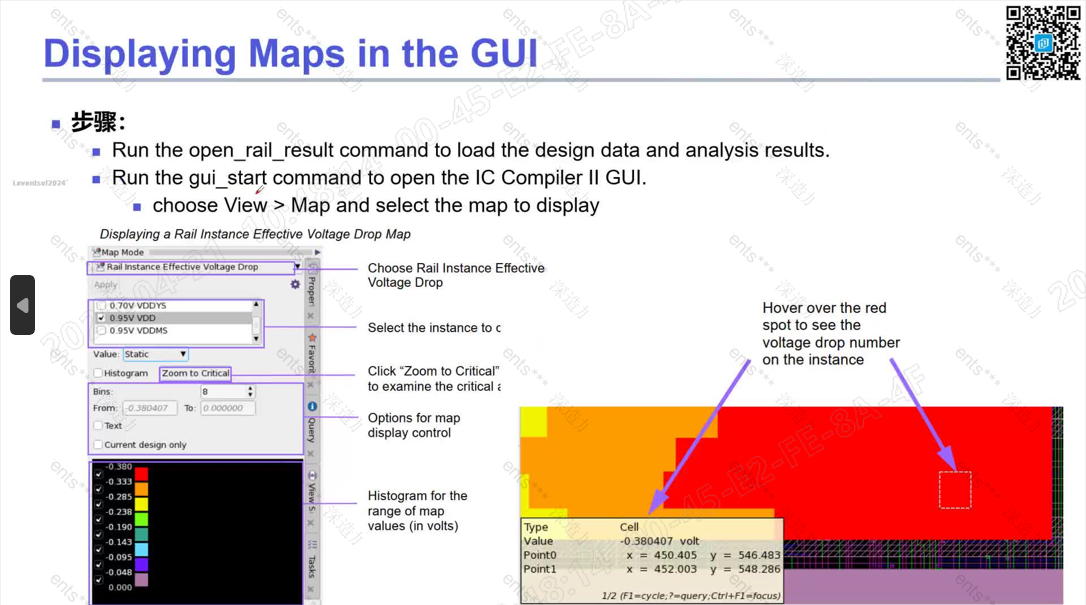 Displaying Maps in the GUI
步骤：
Run the open_rail_result command to load the design data and analysis results.
Run the gui_start command to open the IC Compiler II GUI.
choose View > Map and select the map to display
Displaying a Rail Instance Effective Voltage Drop Map
Map Mode
Rail Instance Effective Voltage Drop
Apply
0.70V VDDYS
0.95V VDD
0.95V VDDMS
Value: Static
Histogram Zoom to Critical
Bins: 8
From: -0.380407 To: 0.000000
Text
Current design only
-0.380
-0.333
-0.285
-0.238
-0.190
-0.143
-0.095
-0.048
0.000
Proper
Favorit
Query
View S
Tasks
Choose Rail Instance Effective
Voltage Drop
Select the instance to
Click “Zoom to Critical”
to examine the critical
Options for map
display control
Histogram for the
range of map
values (in volts)
Hover over the red
spot to see the
voltage drop number
on the instance
Type Cell
Value -0.380407 volt
Point0 x = 450.405 y = 546.483
Point1 x = 452.003 y = 548.286
1/2 (F1=cycle;?=query;Ctrl+F1=focus)